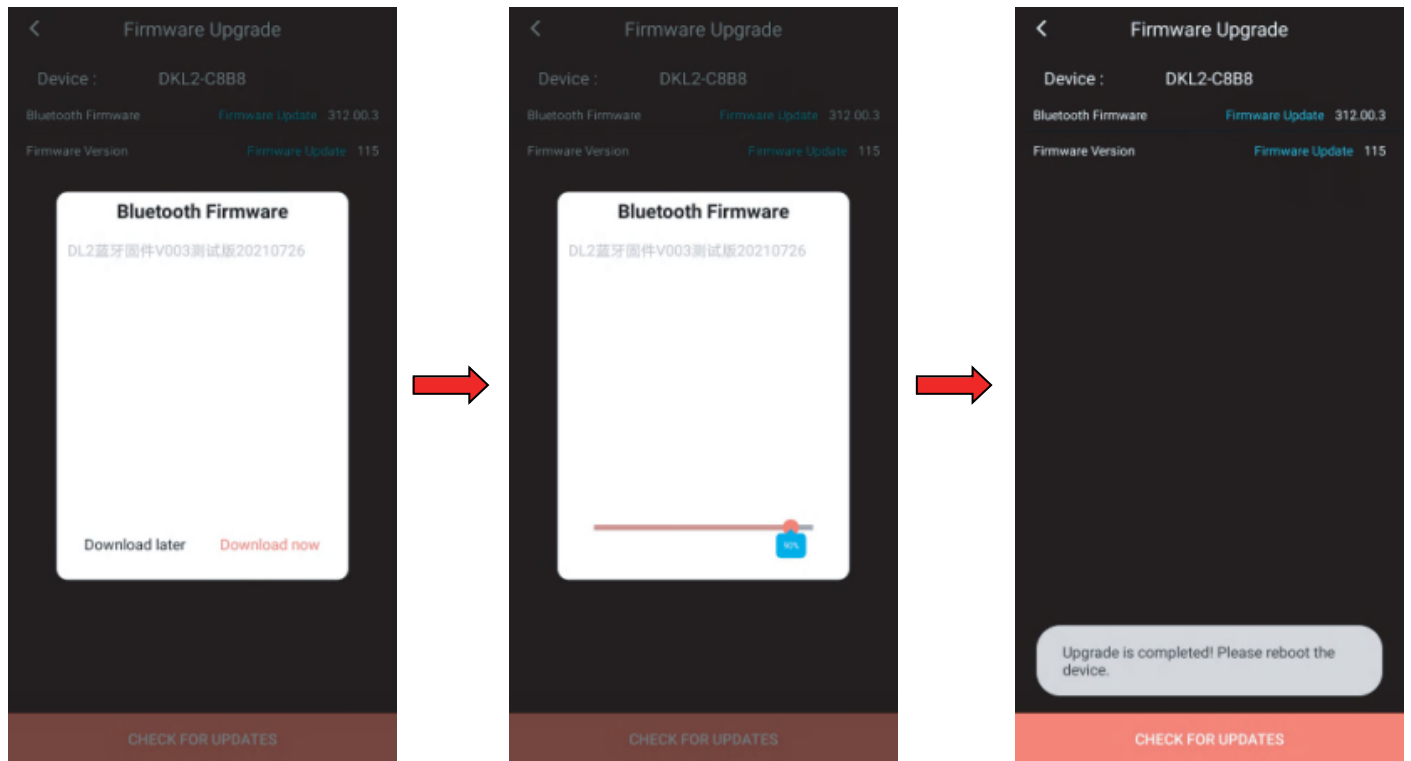 Firmware Upgrade
Device : DKL2-C8B8
Bluetooth Firmware Firmware Update 312.00.3
Firmware Version Firmware Update 115
Bluetooth Firmware
DL2蓝牙固件V003测试版20210726
Download later Download now
CHECK FOR UPDATES
Firmware Upgrade
Device : DKL2-C8B8
Bluetooth Firmware Firmware Update 312.00.3
Firmware Version Firmware Update 115
Bluetooth Firmware
DL2蓝牙固件V003测试版20210726
90%
CHECK FOR UPDATES
Firmware Upgrade
Device : DKL2-C8B8
Bluetooth Firmware Firmware Update 312.00.3
Firmware Version Firmware Update 115
Upgrade is completed! Please reboot the
device.
CHECK FOR UPDATES